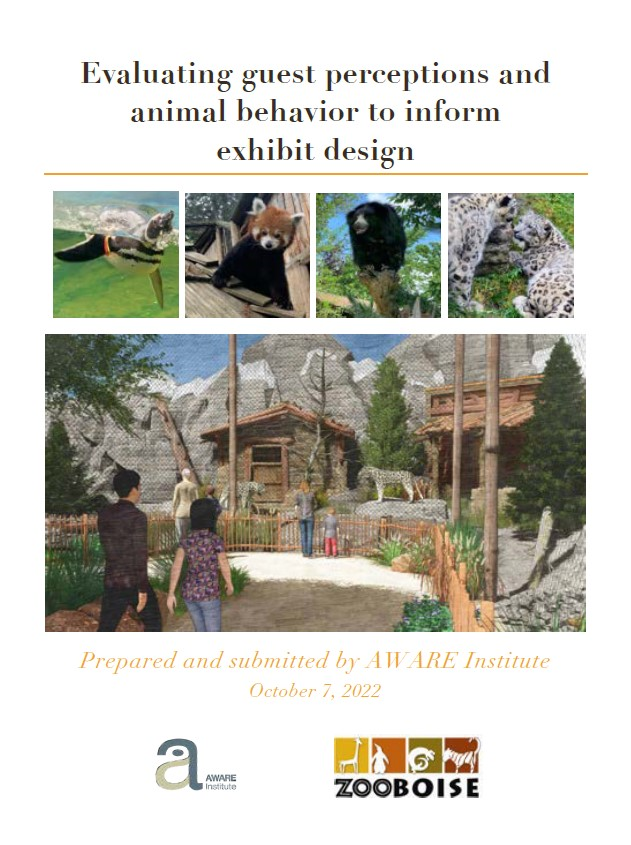 Evaluating guest perceptions and
animal behavior to inform
exhibit design
Prepared and submitted by AWARE Institute
October 7, 2022
a AWARE
Institute
ZOOBOISE